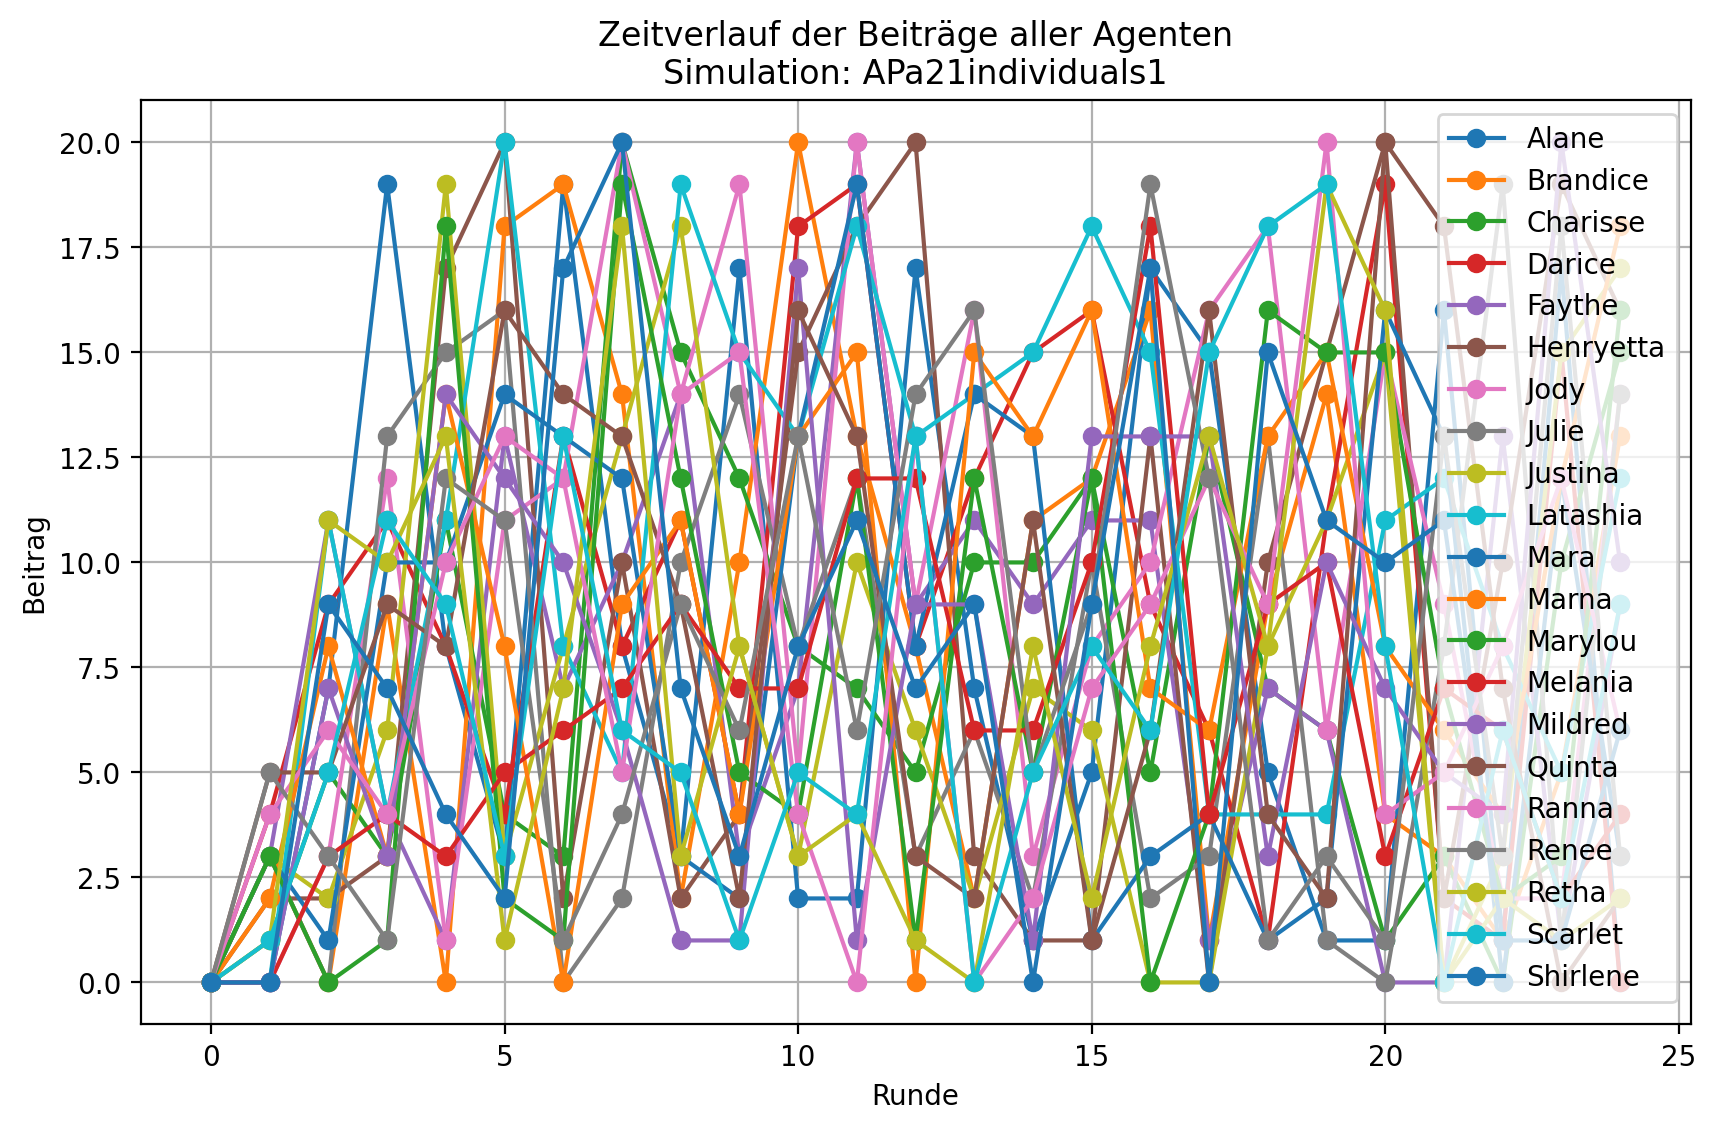 Zeitverlauf der Beiträge aller Agenten
Simulation: APa21individuals1
Beitrag
20.0
17.5
15.0
12.5
10.0
7.5
5.0
2.5
0.0
0 5 10 15 20 25
Runde
Alane
Brandice
Charisse
Darice
Faythe
Henryetta
Jody
Julie
Justina
Latashia
Mara
Marna
Marylou
Melania
Mildred
Quinta
Ranna
Renee
Retha
Scarlet
Shirlene